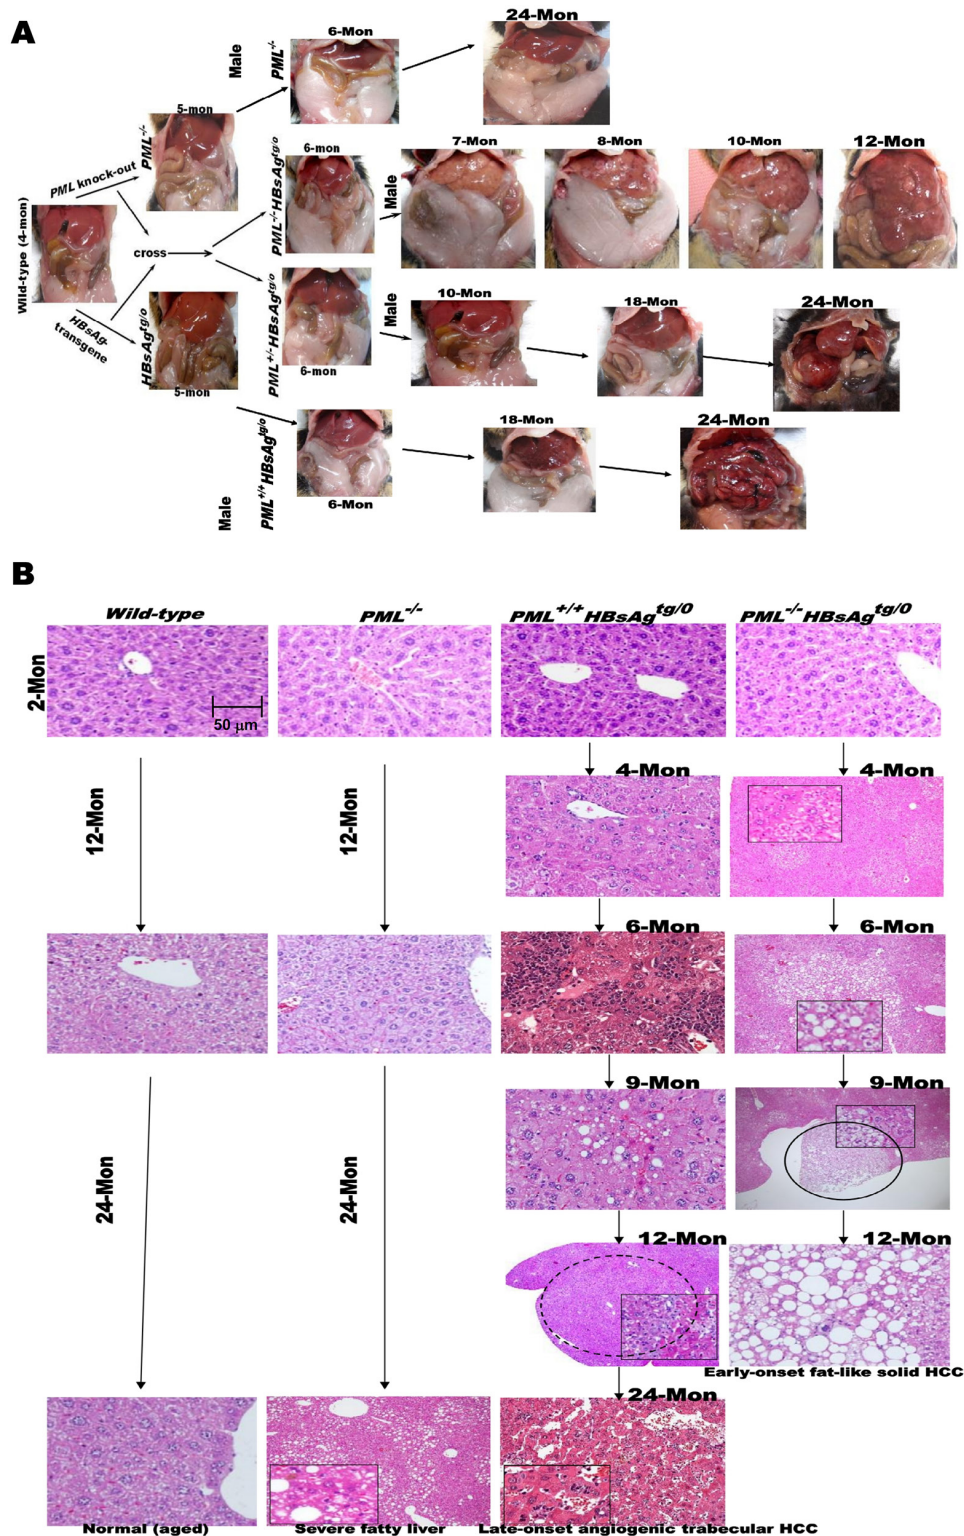 A
24-Mon
6-Mon
Male
PML-/-
5-mon
PML-/-
PML knock-out
Wild-type (4-mon)
cross
HBsAg-
transgene
HBsAgtg/o
5-mon
6-mon
PML-/-HBsAgtg/o
Male
7-Mon
8-Mon
10-Mon
12-Mon
PML+/-HBsAgtg/o
6-mon
Male
10-Mon
18-Mon
24-Mon
Male
PML+/+HBsAgtg/o
6-Mon
18-Mon
24-Mon
B
Wild-type
PML-/-
PML+/+HBsAgtg/0
PML-/-HBsAgtg/0
2-Mon
50 µm
4-Mon
4-Mon
12-Mon
12-Mon
6-Mon
6-Mon
9-Mon
9-Mon
24-Mon
24-Mon
12-Mon
12-Mon
Early-onset fat-like solid HCC
24-Mon
Normal (aged)
Severe fatty liver
Late-onset angiogenic trabecular HCC